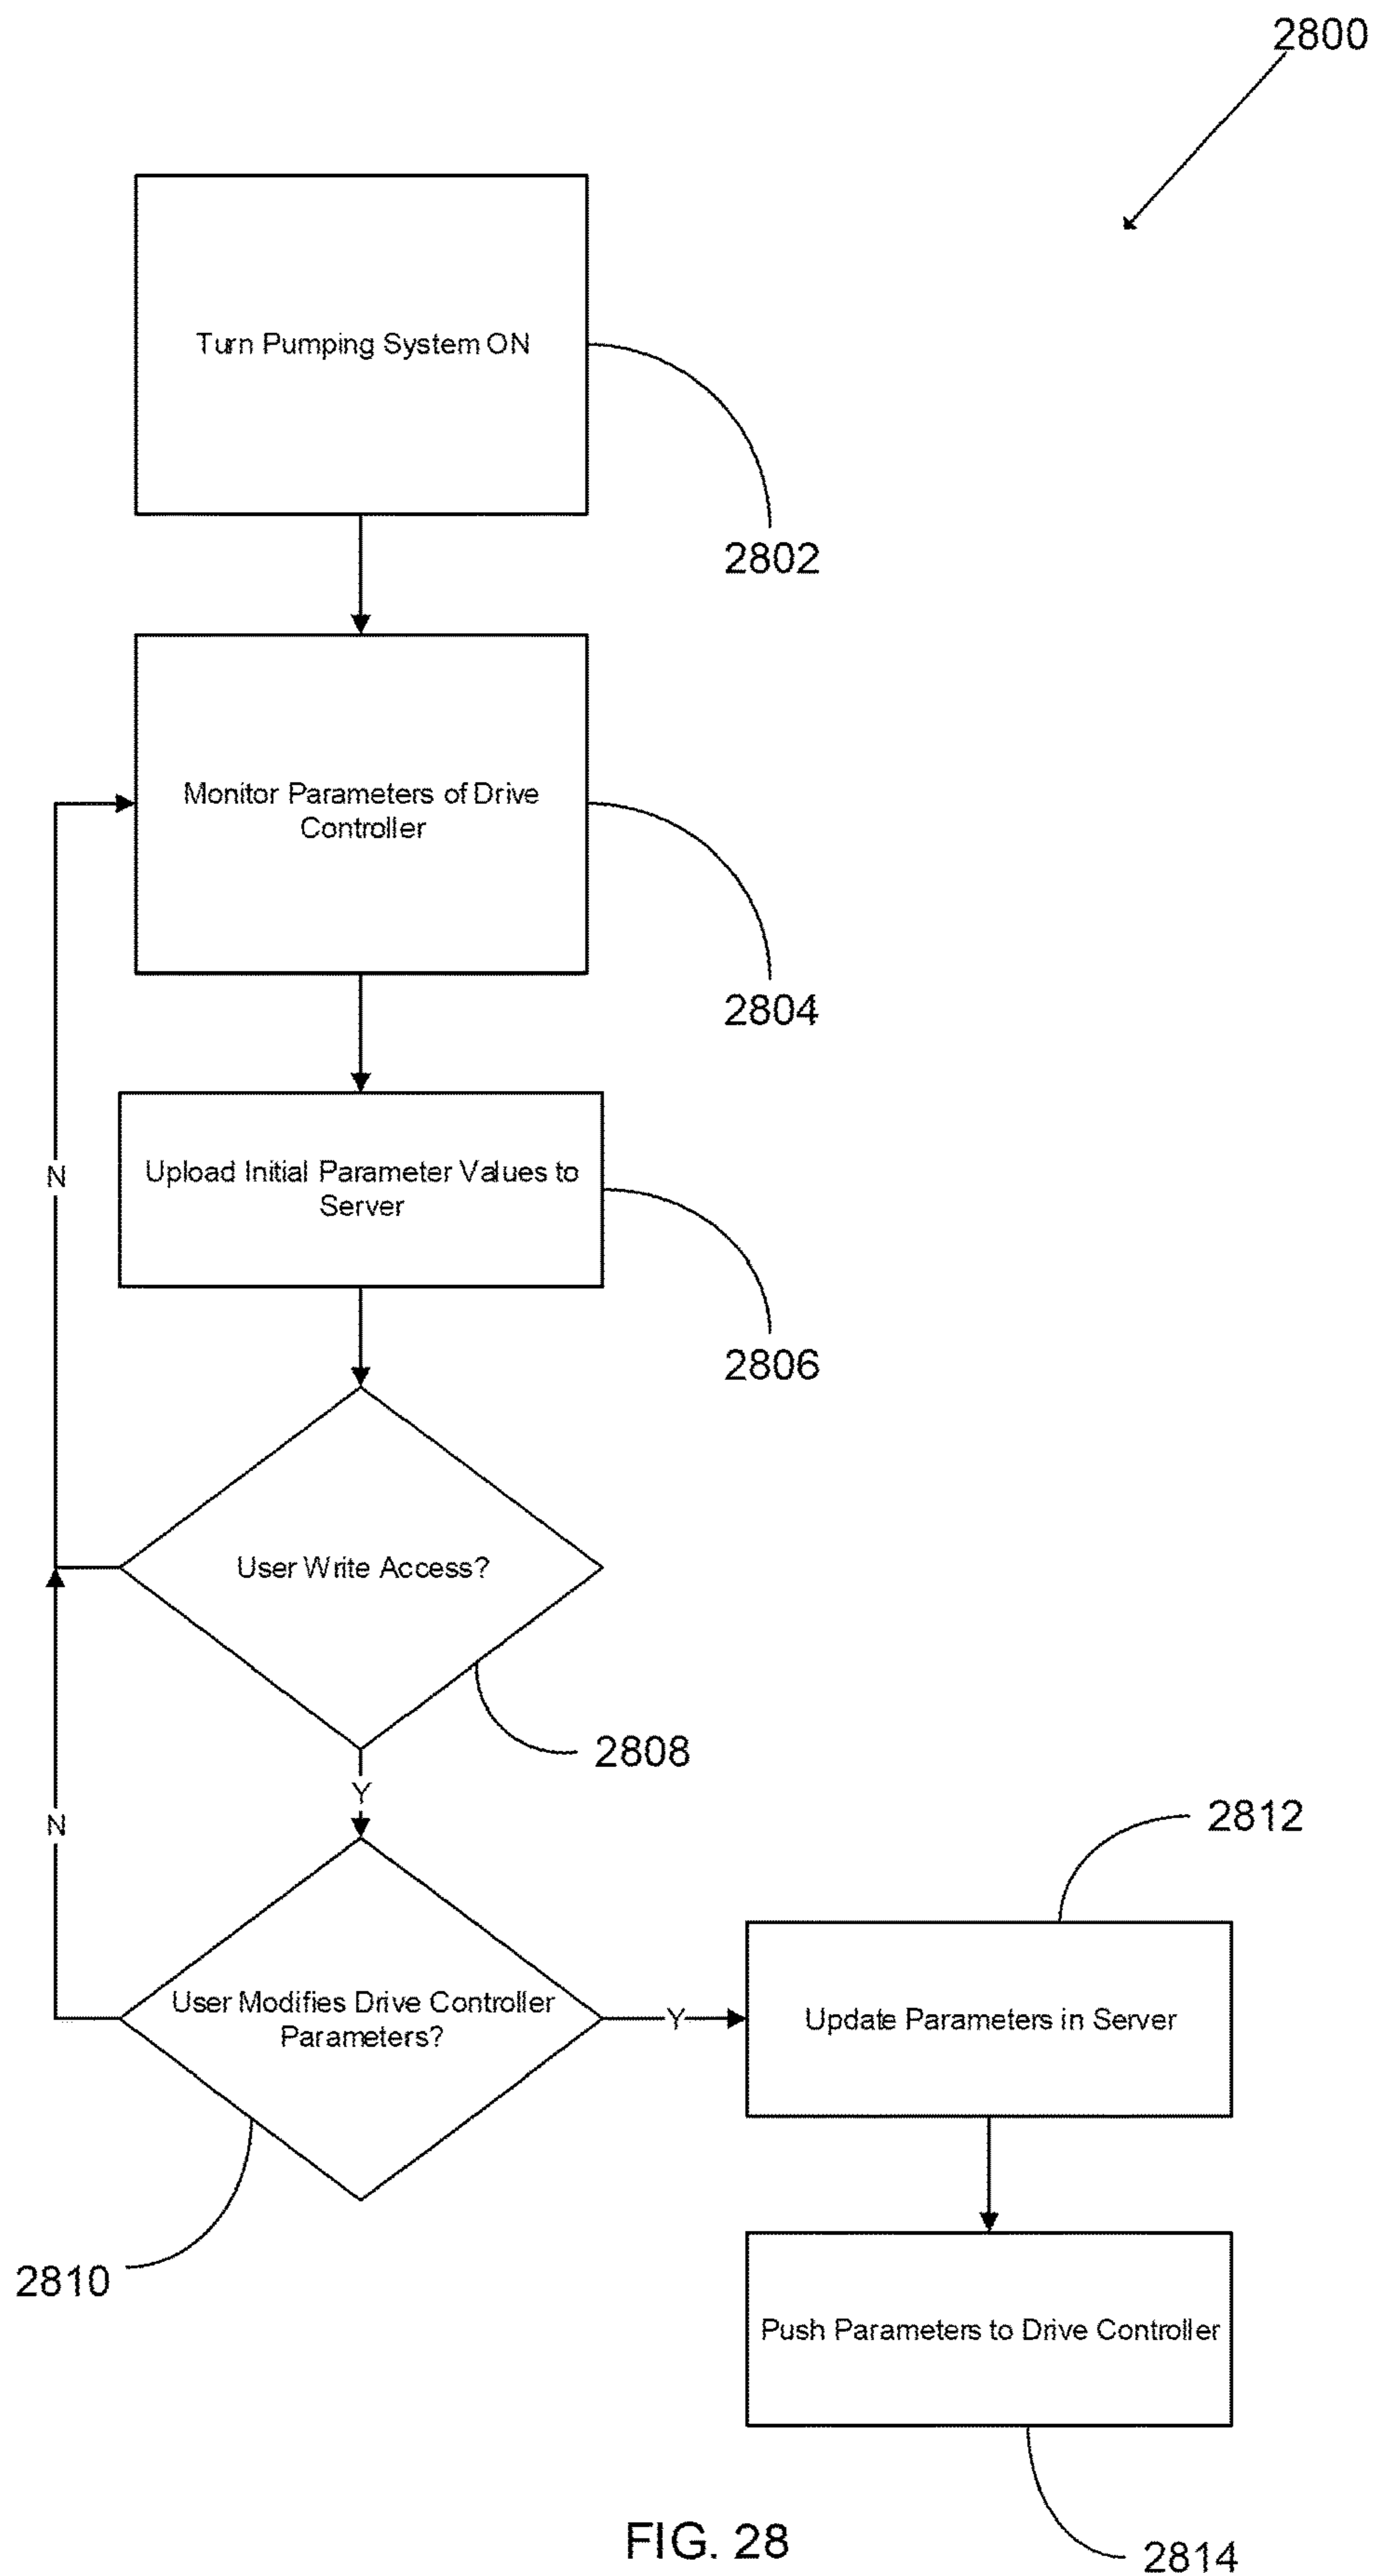 2800
Turn Pumping System ON
2802
Monitor Parameters of Drive
Controller
2804
Upload Initial Parameter Values to
Server
2806
N
User Write Access?
2808
Y
N
2812
User Modifies Drive Controller
Parameters?
Y
Update Parameters in Server
2810
Push Parameters to Drive Controller
2814
FIG. 28